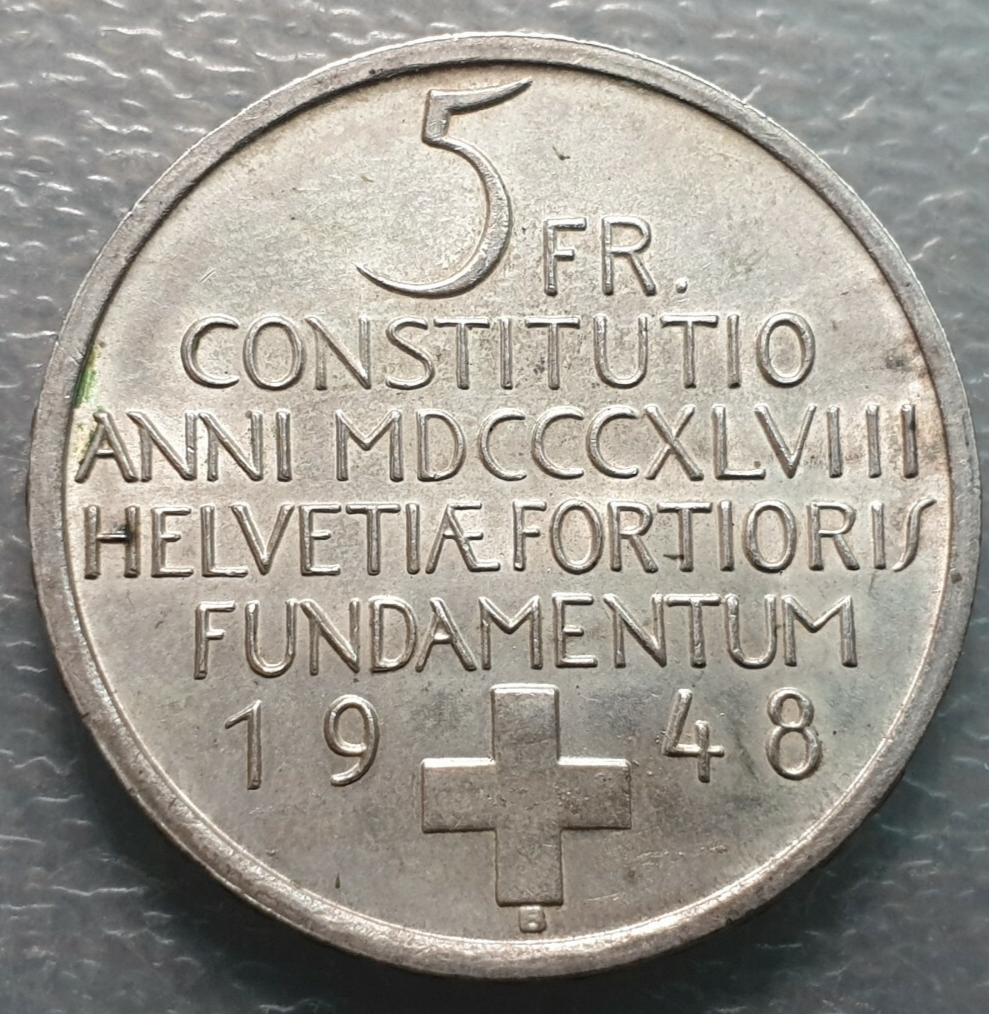 5 FR.
CONSTITUTIO
ANNI MDCCCXLVIII
HELVETIÆ FORTIORIS
FUNDAMENTUM
1948
B